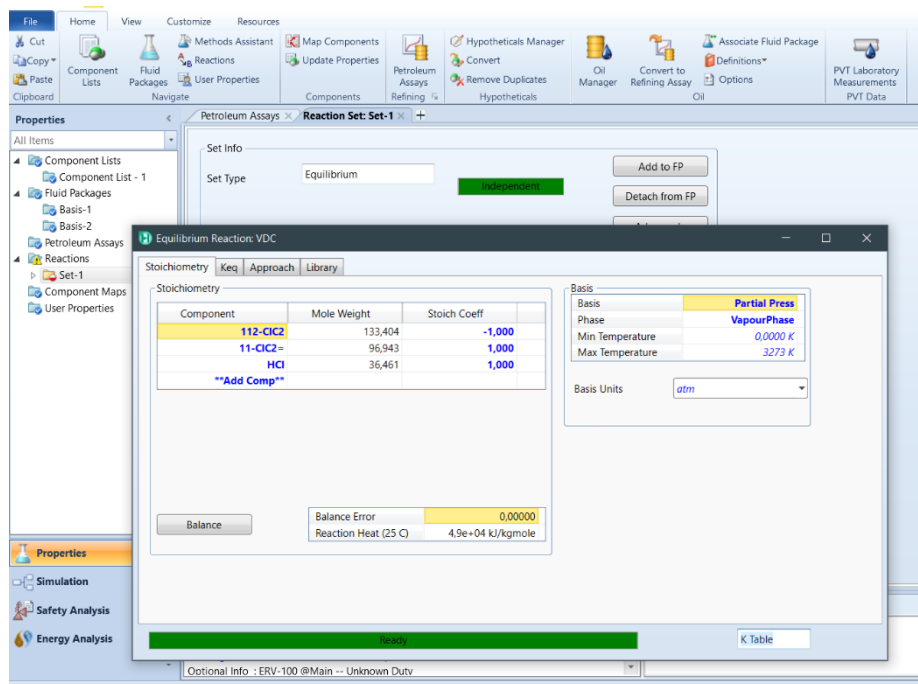 File Home View Customize Resources
Cut
Copy
Paste
Clipboard
Component Lists
Fluid Packages
Methods Assistant
Reactions
User Properties
Navigate
Map Components
Update Properties
Components
Petroleum Assays
Refining
Hypotheticals Manager
Convert
Remove Duplicates
Hypotheticals
Oil Manager
Convert to Refining Assay
Associate Fluid Package
Definitions
Options
Oil
PVT Laboratory Measurements
PVT Data
Properties <
All Items
Component Lists
Component List - 1
Fluid Packages
Basis-1
Basis-2
Petroleum Assays
Reactions
Set-1
Component Maps
User Properties
Properties
Simulation
Safety Analysis
Energy Analysis
Petroleum Assays × Reaction Set: Set-1 × +
Set Info
Set Type Equilibrium
Independent
Add to FP
Detach from FP
Equilibrium Reaction: VDC
Stoichiometry Keq Approach Library
Stoichiometry
Component Mole Weight Stoich Coeff
112-ClC2 133,404 -1,000
11-ClC2= 96,943 1,000
HCl 36,461 1,000
**Add Comp**
Balance
Balance Error 0,00000
Reaction Heat (25 C) 4,9e+04 kJ/kgmole
Basis
Basis Partial Press
Phase VapourPhase
Min Temperature 0,0000 K
Max Temperature 3273 K
Basis Units atm
Ready
K Table
Optional Info : ERV-100 @Main -- Unknown Duty